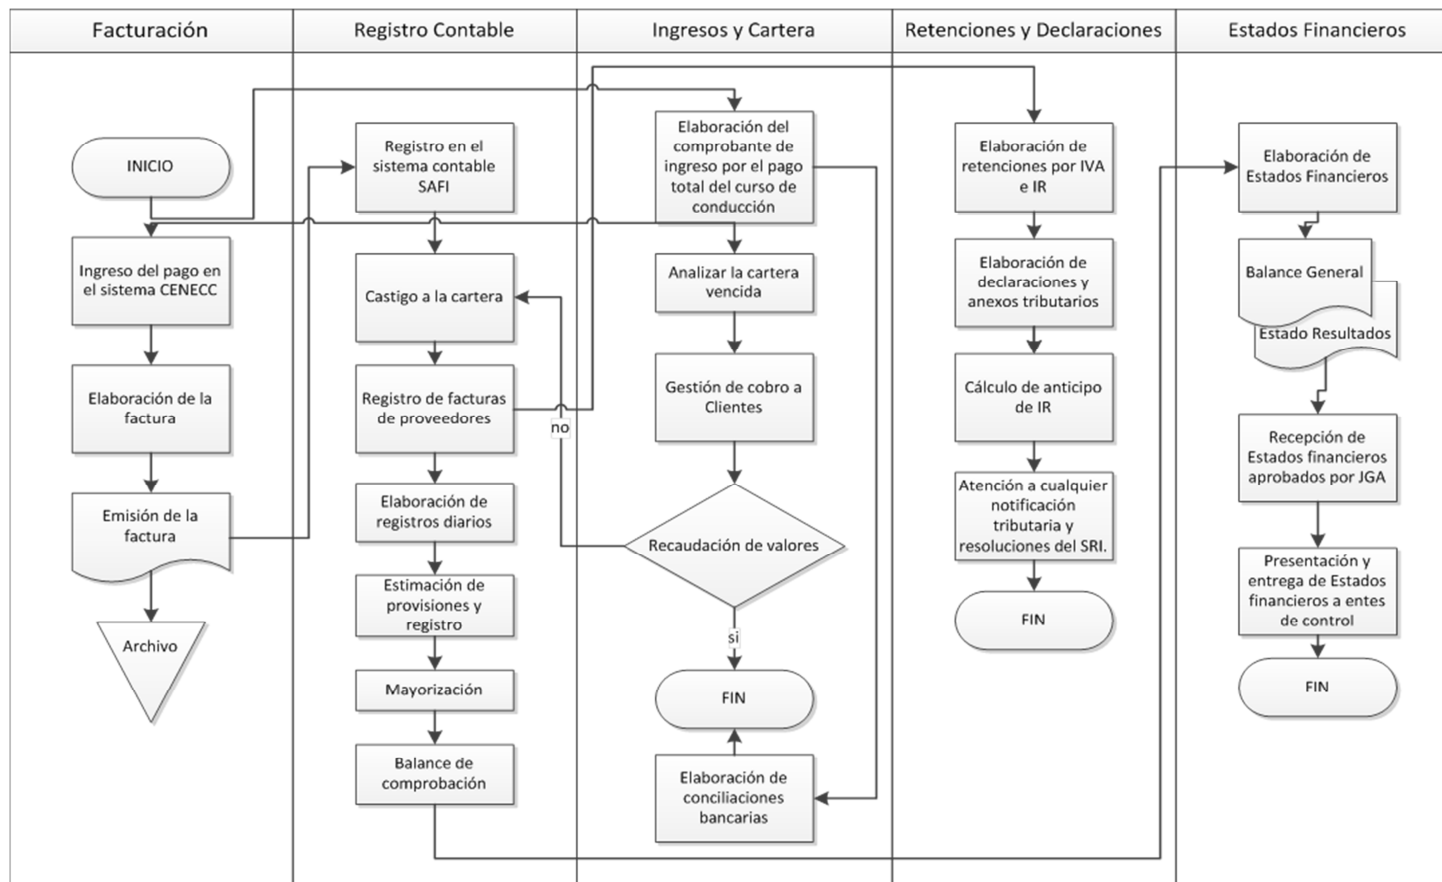 Facturación
Registro Contable
Ingresos y Cartera
Retenciones y Declaraciones
Estados Financieros
INICIO
Ingreso del pago en
el sistema CENECC
Elaboración de la
factura
Emisión de la
factura
Archivo
Registro en el
sistema contable
SAFI
Castigo a la cartera
Registro de facturas
de proveedores
Elaboración de
registros diarios
Estimación de
provisiones y
registro
Mayorización
Balance de
comprobación
no
Elaboración del
comprobante de
ingreso por el pago
total del curso de
conducción
Analizar la cartera
vencida
Gestión de cobro a
Clientes
Recaudación de valores
si
FIN
Elaboración de
conciliaciones
bancarias
Elaboración de
retenciones por IVA
e IR
Elaboración de
declaraciones y
anexos tributarios
Cálculo de anticipo
de IR
Atención a cualquier
notificación
tributaria y
resoluciones del SRI.
FIN
Elaboración de
Estados Financieros
Balance General
Estado Resultados
Recepción de
Estados financieros
aprobados por JGA
Presentación y
entrega de Estados
financieros a entes
de control
FIN